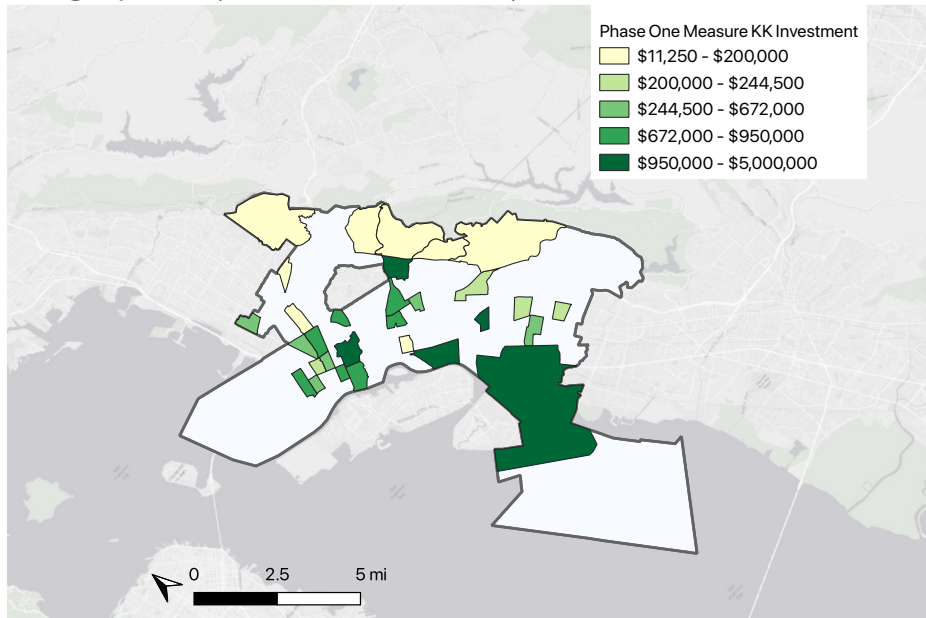 Phase One Measure KK Investment
$11,250 - $200,000
$200,000 - $244,500
$244,500 - $672,000
$672,000 - $950,000
$950,000 - $5,000,000
0 2.5 5 mi